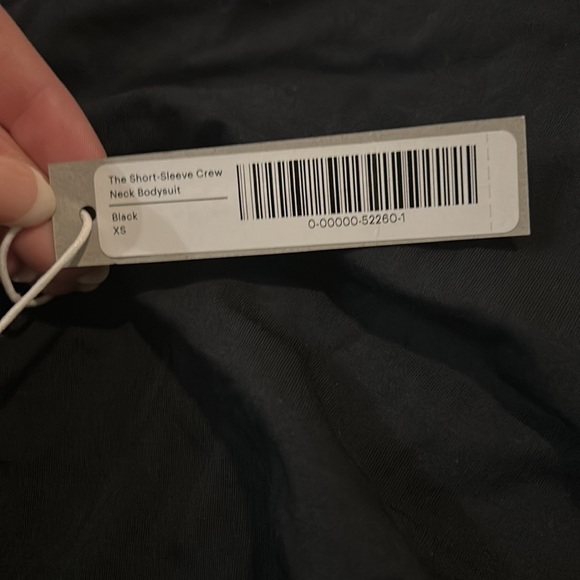 The Short-Sleeve Crew
Neck Bodysuit
Black
XS
0-00000-52260-1